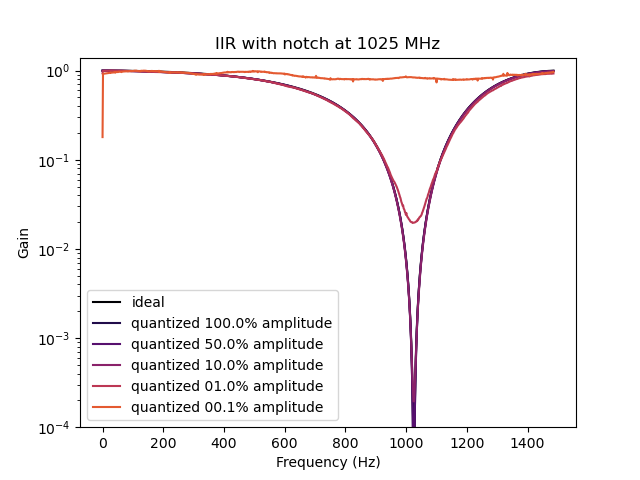 IIR with notch at 1025 MHz
10⁰
10⁻¹
10⁻²
10⁻³
10⁻⁴
Gain
ideal
quantized 100.0% amplitude
quantized 50.0% amplitude
quantized 10.0% amplitude
quantized 01.0% amplitude
quantized 00.1% amplitude
0 200 400 600 800 1000 1200 1400
Frequency (Hz)